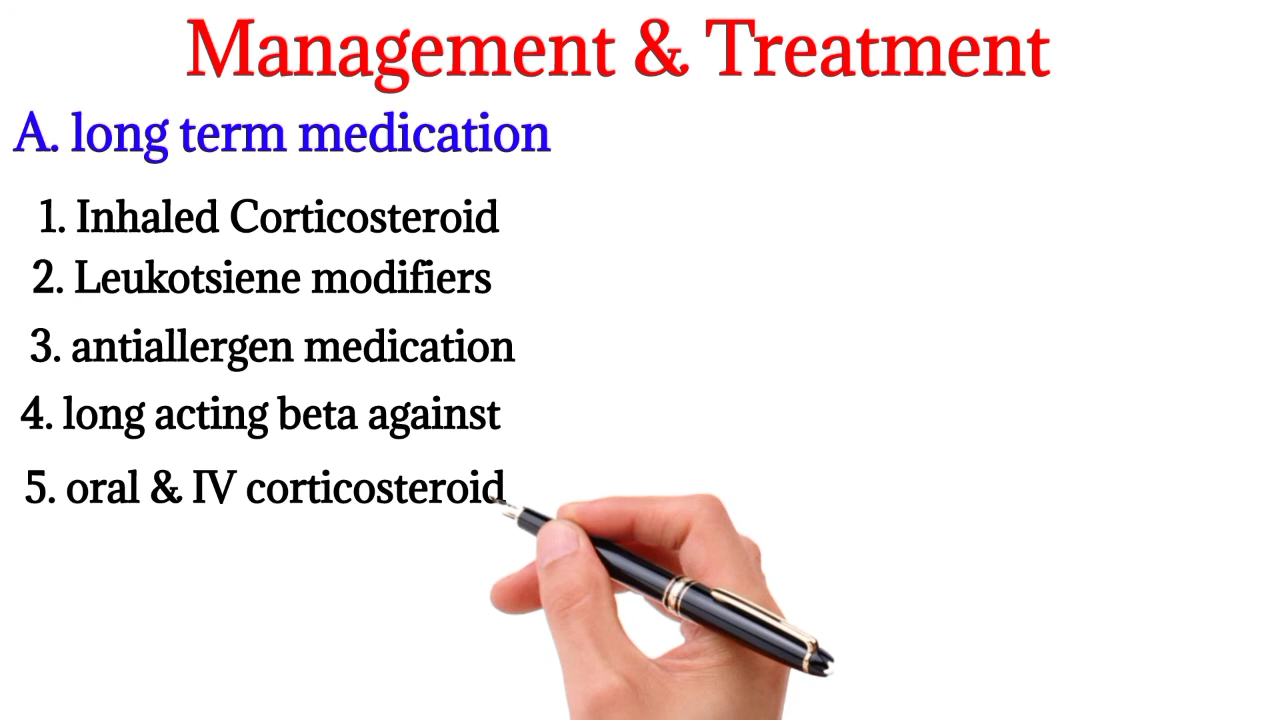 Management & Treatment
A. long term medication
1. Inhaled Corticosteroid
2. Leukotsiene modifiers
3. antiallergen medication
4. long acting beta against
5. oral & IV corticosteroid